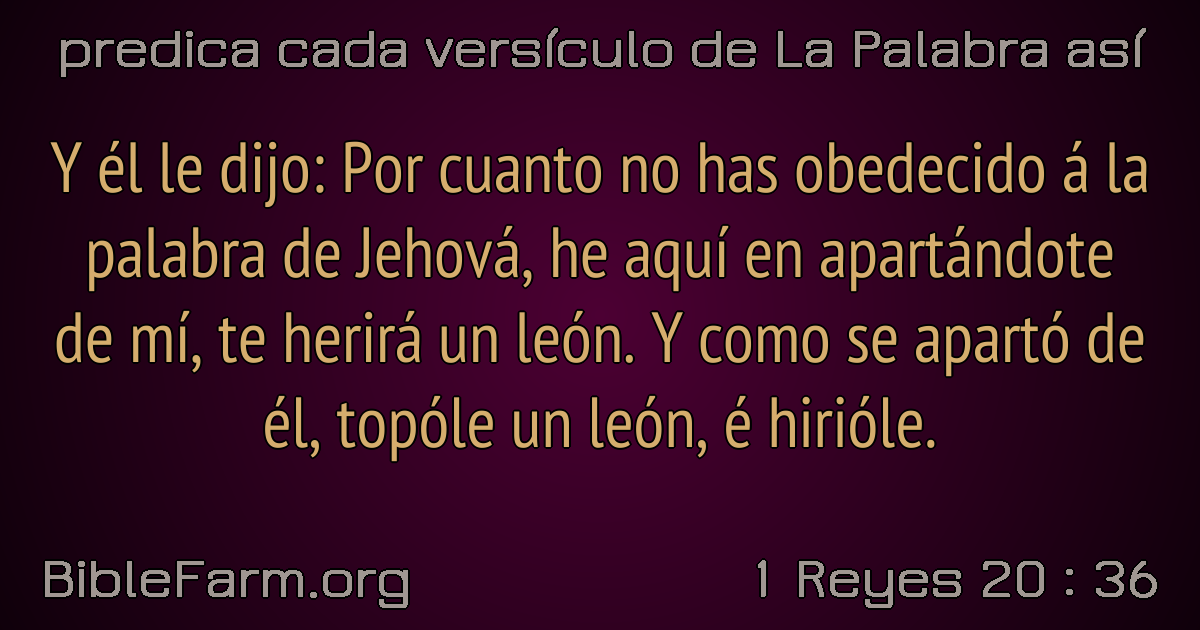 predica cada versículo de La Palabra así
Y él le dijo: Por cuanto no has obedecido á la
palabra de Jehová, he aquí en apartándote
de mí, te herirá un león. Y como se apartó de
él, topóle un león, é hirióle.
BibleFarm.org
1 Reyes 20 : 36